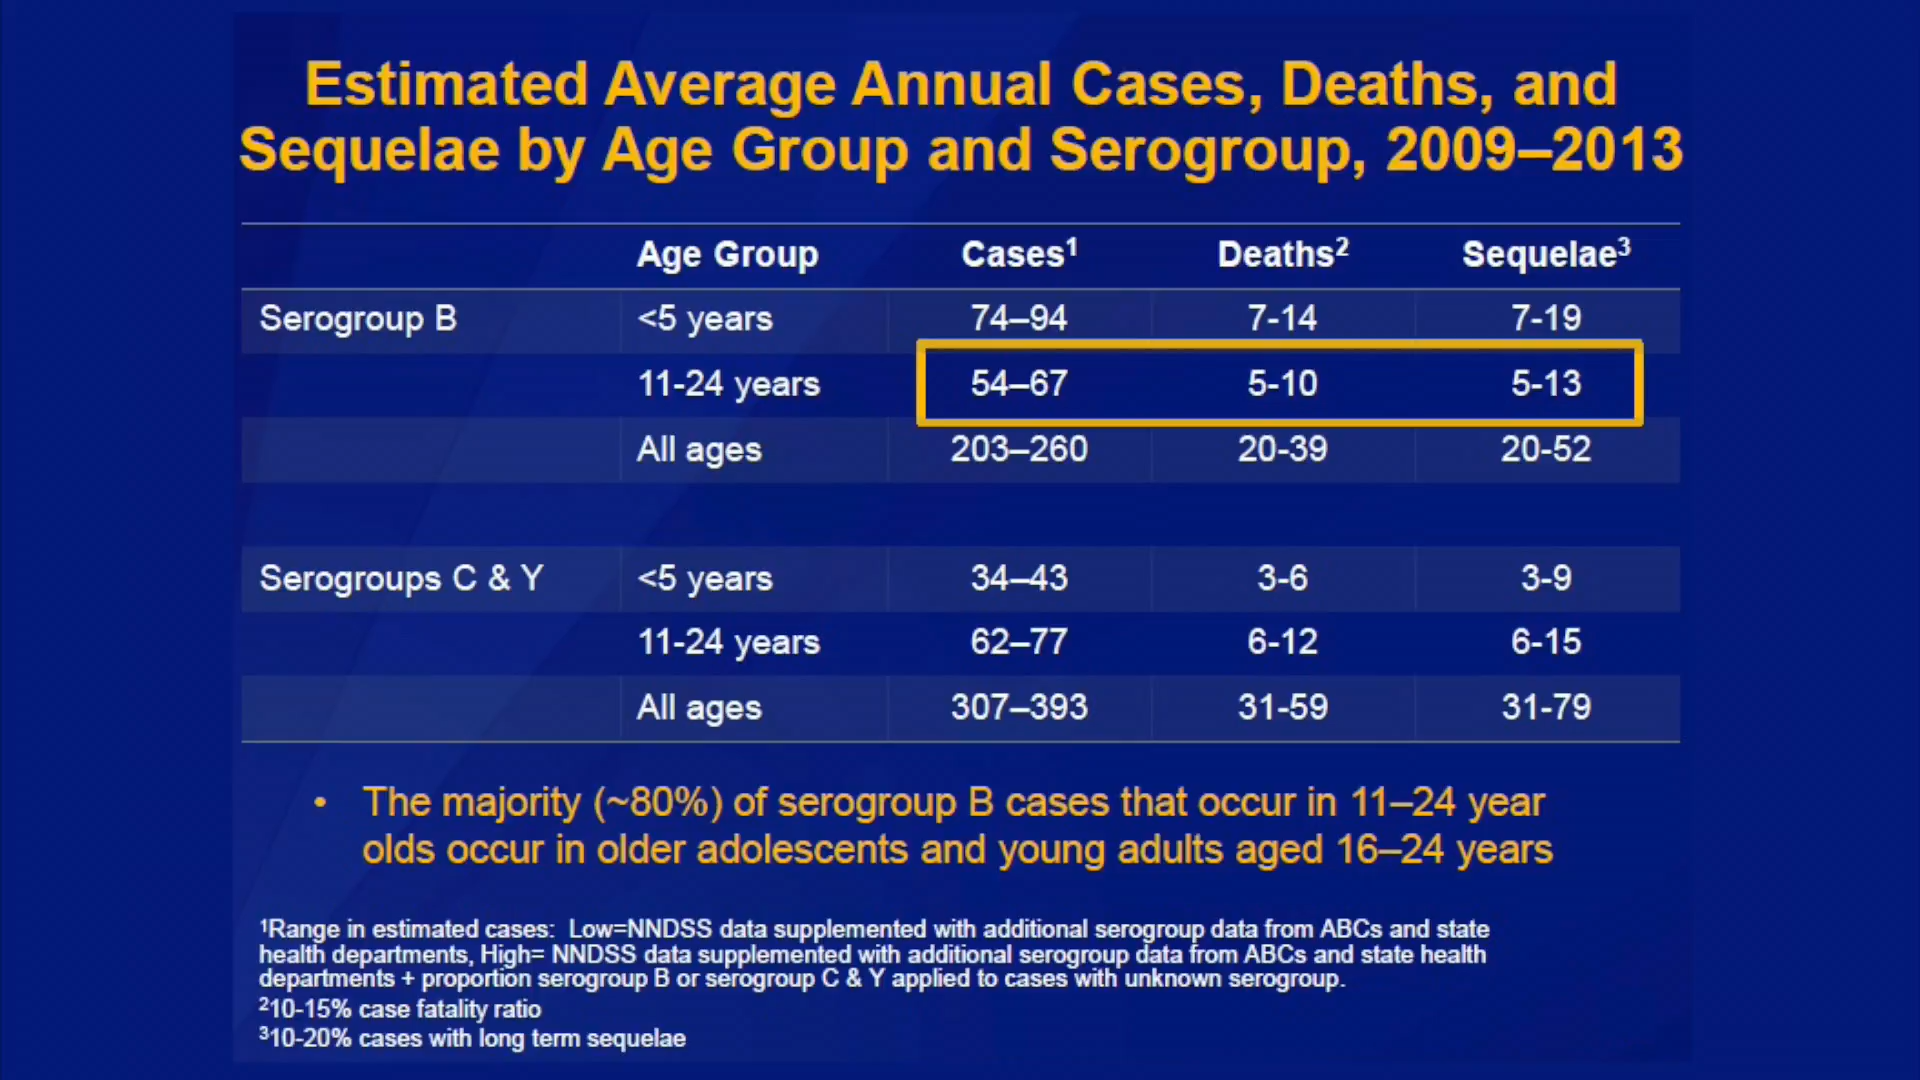 Estimated Average Annual Cases, Deaths, and
Sequelae by Age Group and Serogroup, 2009–2013
Age Group Cases¹ Deaths² Sequelae³
Serogroup B <5 years 74–94 7-14 7-19
11-24 years 54–67 5-10 5-13
All ages 203–260 20-39 20-52
Serogroups C & Y <5 years 34–43 3-6 3-9
11-24 years 62–77 6-12 6-15
All ages 307–393 31-59 31-79
• The majority (~80%) of serogroup B cases that occur in 11–24 year
olds occur in older adolescents and young adults aged 16–24 years
¹Range in estimated cases: Low=NNDSS data supplemented with additional serogroup data from ABCs and state
health departments, High= NNDSS data supplemented with additional serogroup data from ABCs and state health
departments + proportion serogroup B or serogroup C & Y applied to cases with unknown serogroup.
²10-15% case fatality ratio
³10-20% cases with long term sequelae